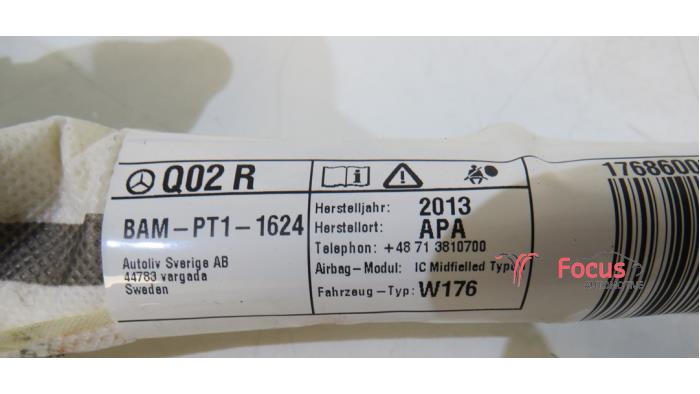 Q02 R
BAM-PT1-1624
Autoliv Sverige AB
44783 vargada
Sweden
Herstelljahr: 2013
Herstellort: APA
Telephon: +48 71 3810700
Airbag-Modul: IC Midfielled Type
Fahrzeug-Typ: W176
Focus
AUTOMOTIVE